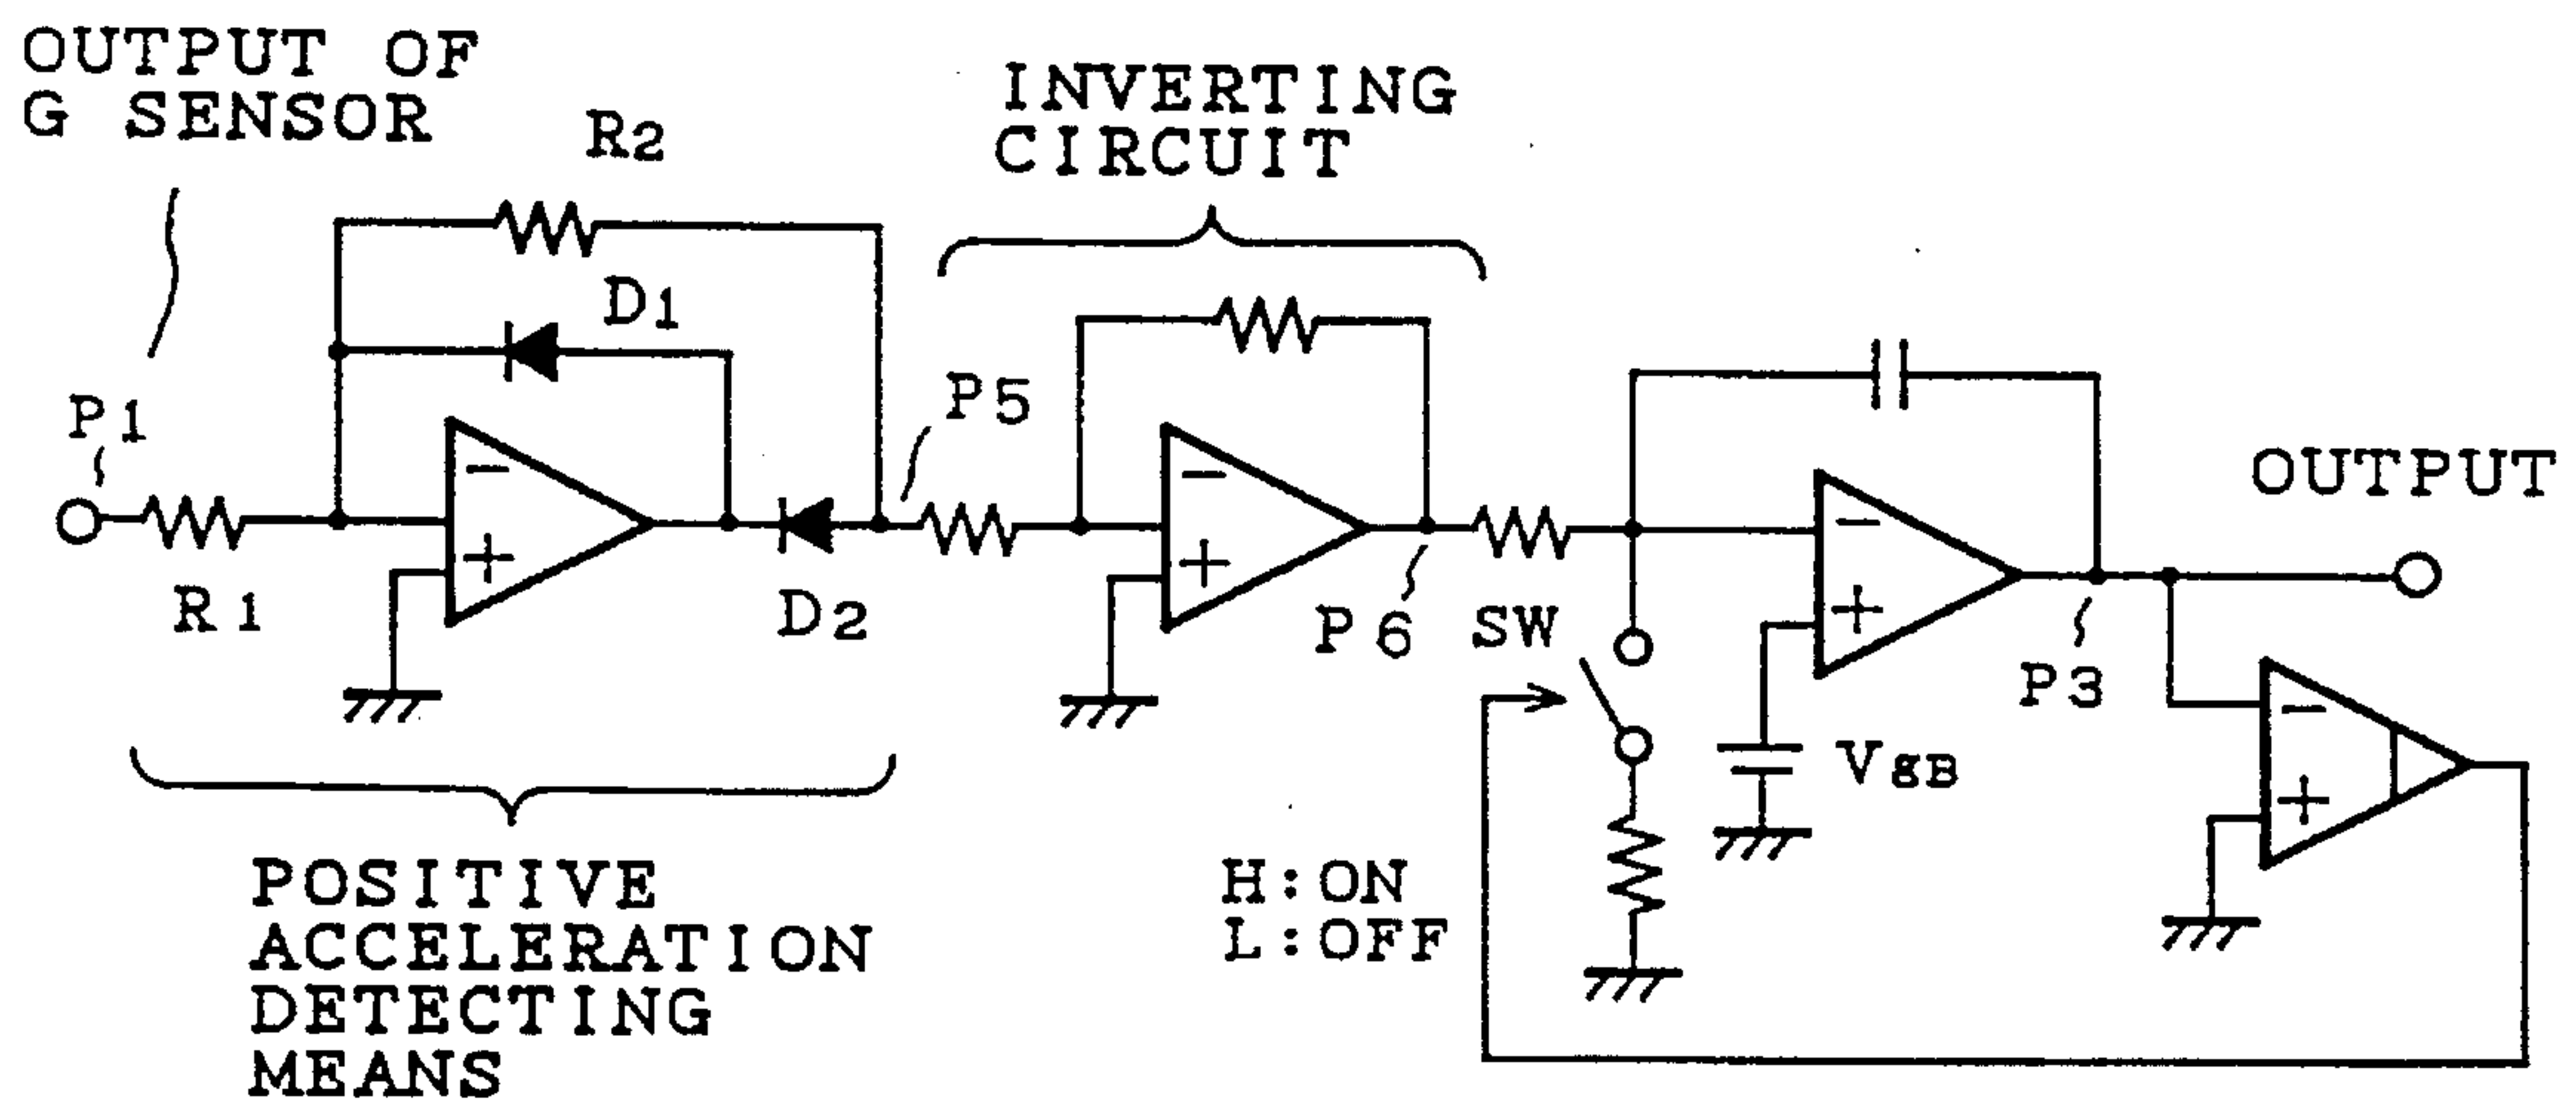 OUTPUT OF
G SENSOR
INVERTING
CIRCUIT
R2
D1
P1
P5
R1
D2
P6
SW
OUTPUT
P3
VgB
H:ON
L:OFF
POSITIVE
ACCELERATION
DETECTING
MEANS